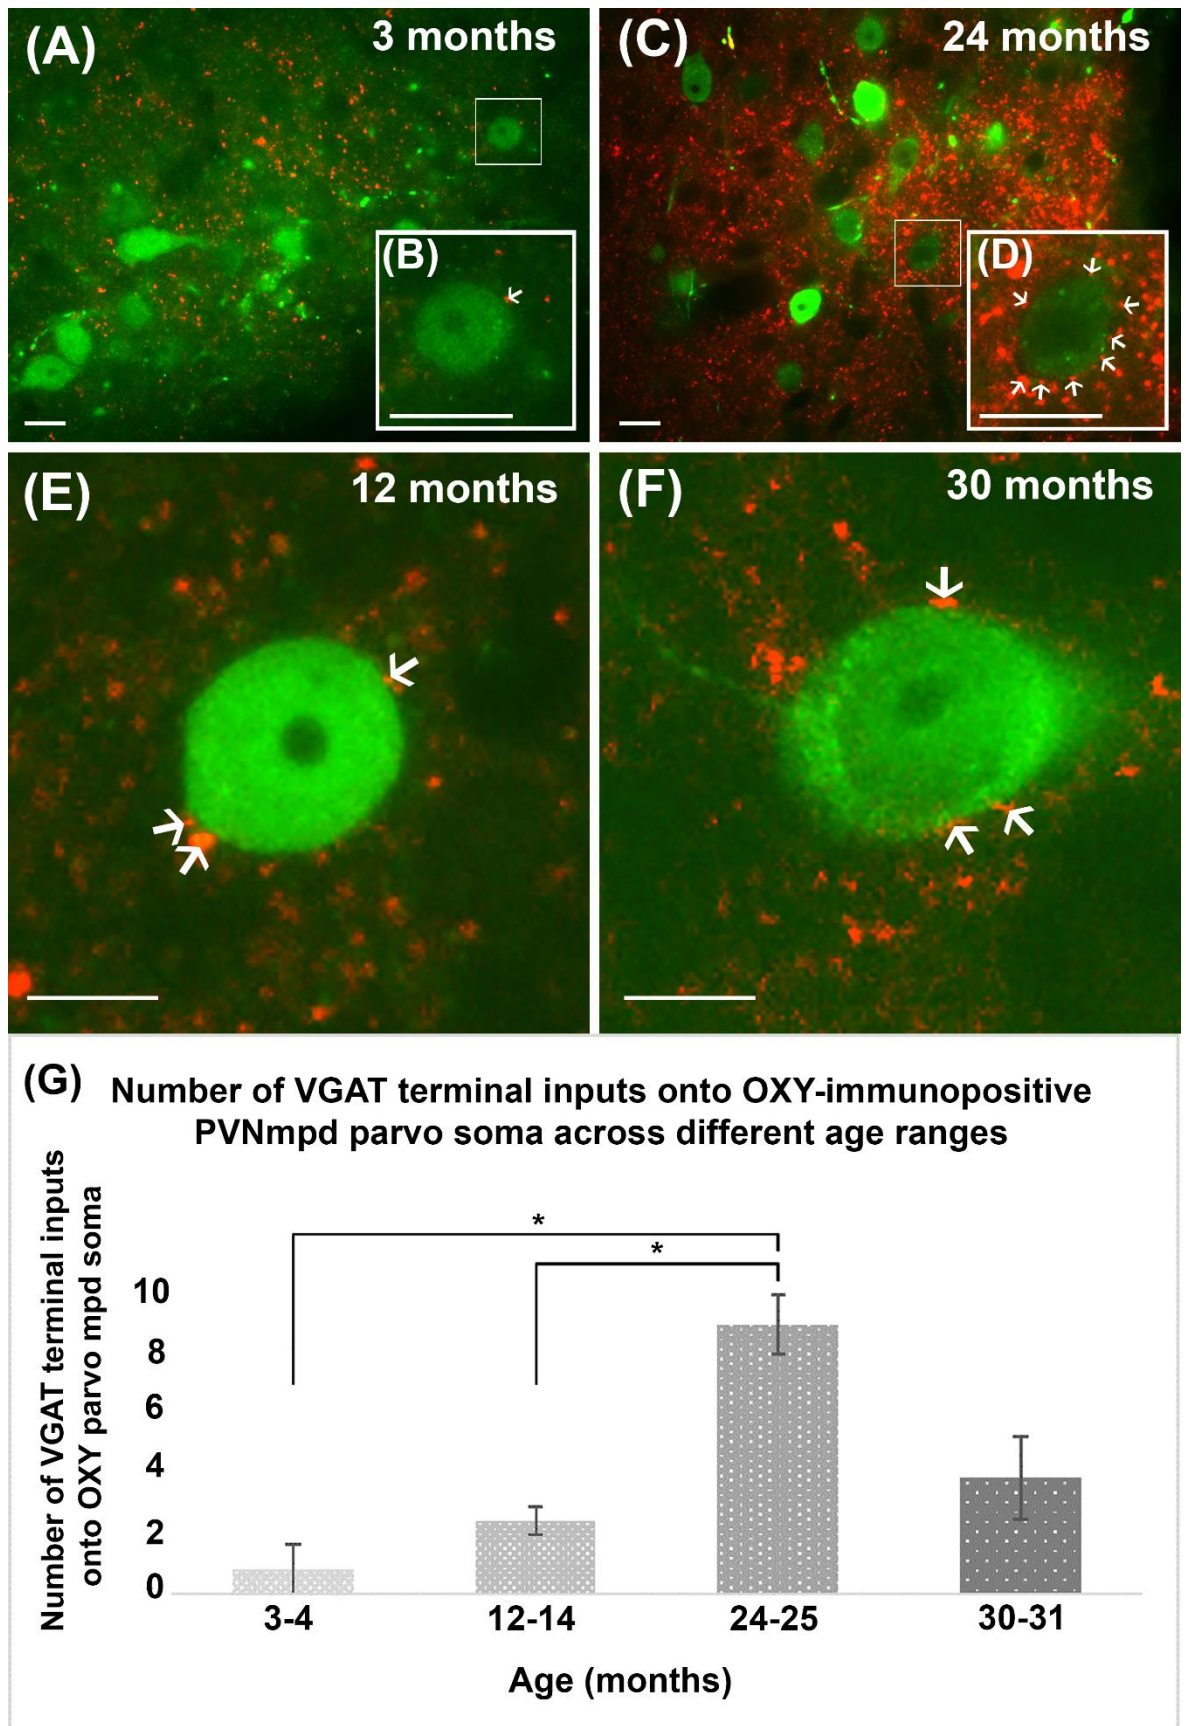 (A) 3 months
(C) 24 months
(B)
(D)
(E) 12 months
(F) 30 months
(G) Number of VGAT terminal inputs onto OXY-immunopositive
PVNmpd parvo soma across different age ranges
Number of VGAT terminal inputs
onto OXY parvo mpd soma
*
*
10
8
6
4
2
0
3-4 12-14 24-25 30-31
Age (months)